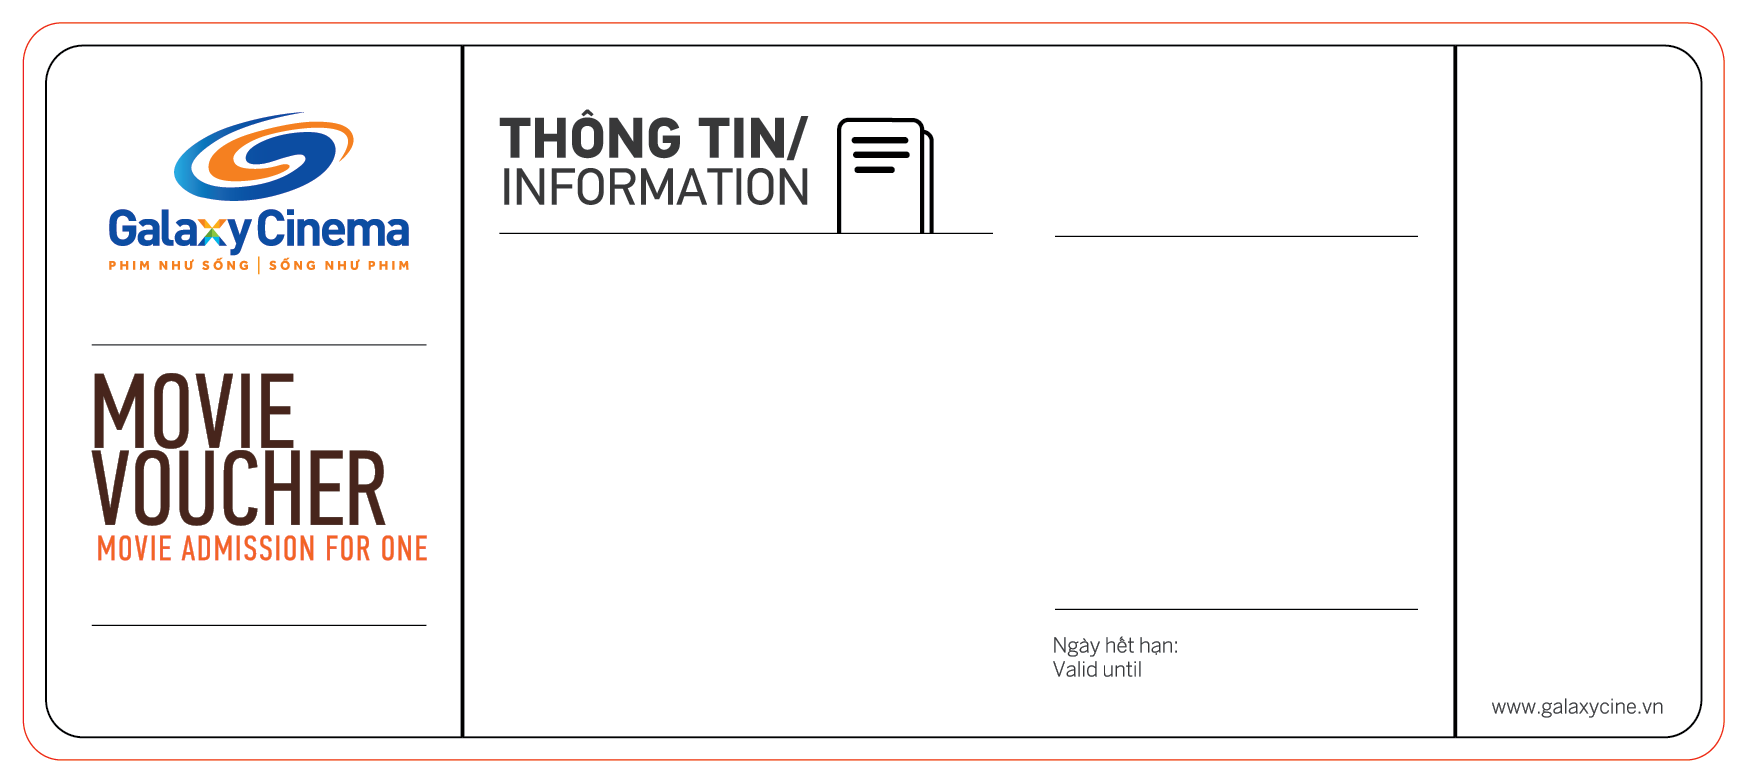 Galaxy Cinema
PHIM NHƯ SỐNG | SỐNG NHƯ PHIM
MOVIE
VOUCHER
MOVIE ADMISSION FOR ONE
THÔNG TIN/
INFORMATION
Ngày hết hạn:
Valid until
www.galaxycine.vn